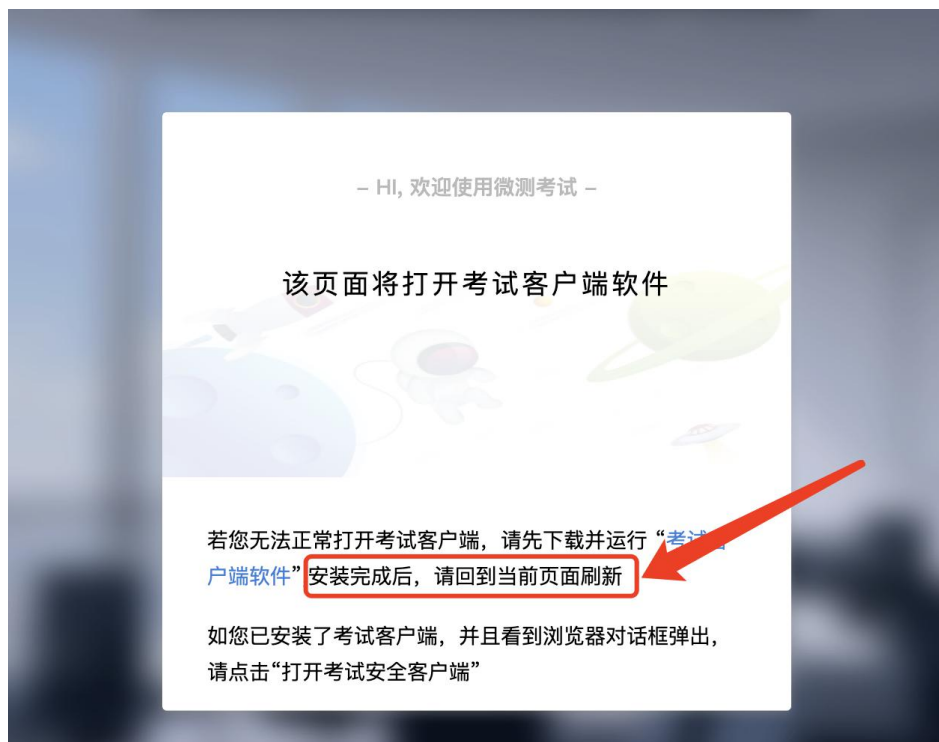 – HI, 欢迎使用微测考试 –
该页面将打开考试客户端软件
若您无法正常打开考试客户端，请先下载并运行“考试客
户端软件” 安装完成后，请回到当前页面刷新
如您已安装了考试客户端，并且看到浏览器对话框弹出，
请点击“打开考试安全客户端”